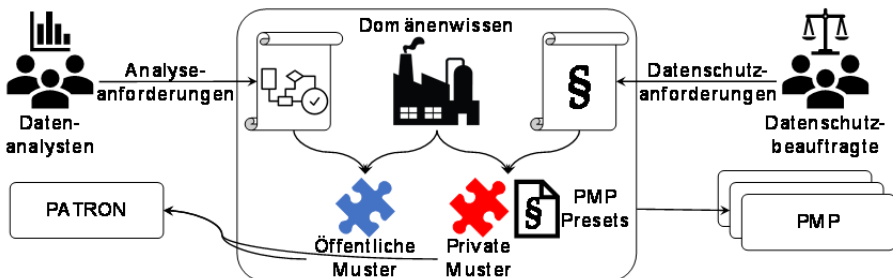 Domänenwissen
Analyse-
anforderungen
Datenschutz-
anforderungen
§
Daten-
analysten
Datenschutz-
beauftragte
PATRON
§
PMP
Presets
PMP
Öffentliche
Muster
Private
Muster